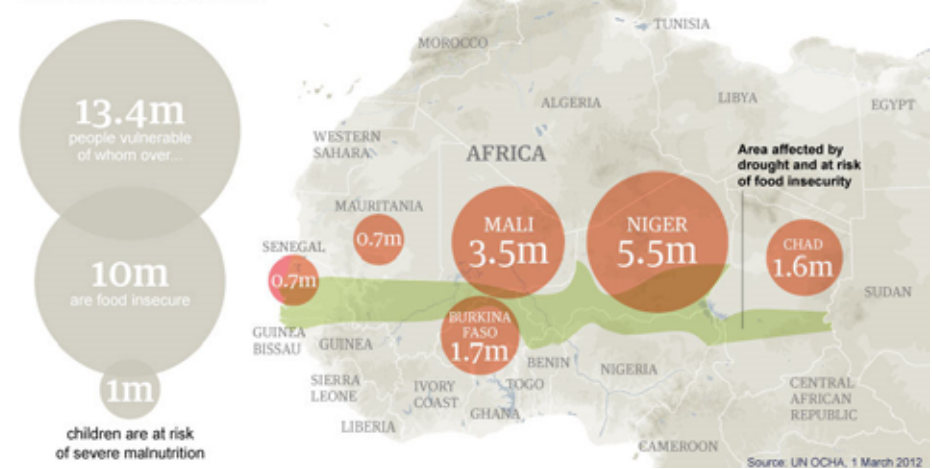 13.4m
people vulnerable
of whom over...
10m
are food insecure
1m
children are at risk
of severe malnutrition
TUNISIA
MOROCCO
ALGERIA
LIBYA
EGYPT
WESTERN
SAHARA
AFRICA
Area affected by
drought and at risk
of food insecurity
MAURITANIA
0.7m
MALI
3.5m
NIGER
5.5m
CHAD
1.6m
SENEGAL
0.7m
SUDAN
BURKINA
FASO
1.7m
GUINEA
BISSAU
GUINEA
BENIN
NIGERIA
SIERRA
LEONE
IVORY
COAST
TOGO
GHANA
LIBERIA
CENTRAL
AFRICAN
REPUBLIC
CAMEROON
Source: UN OCHA, 1 March 2012